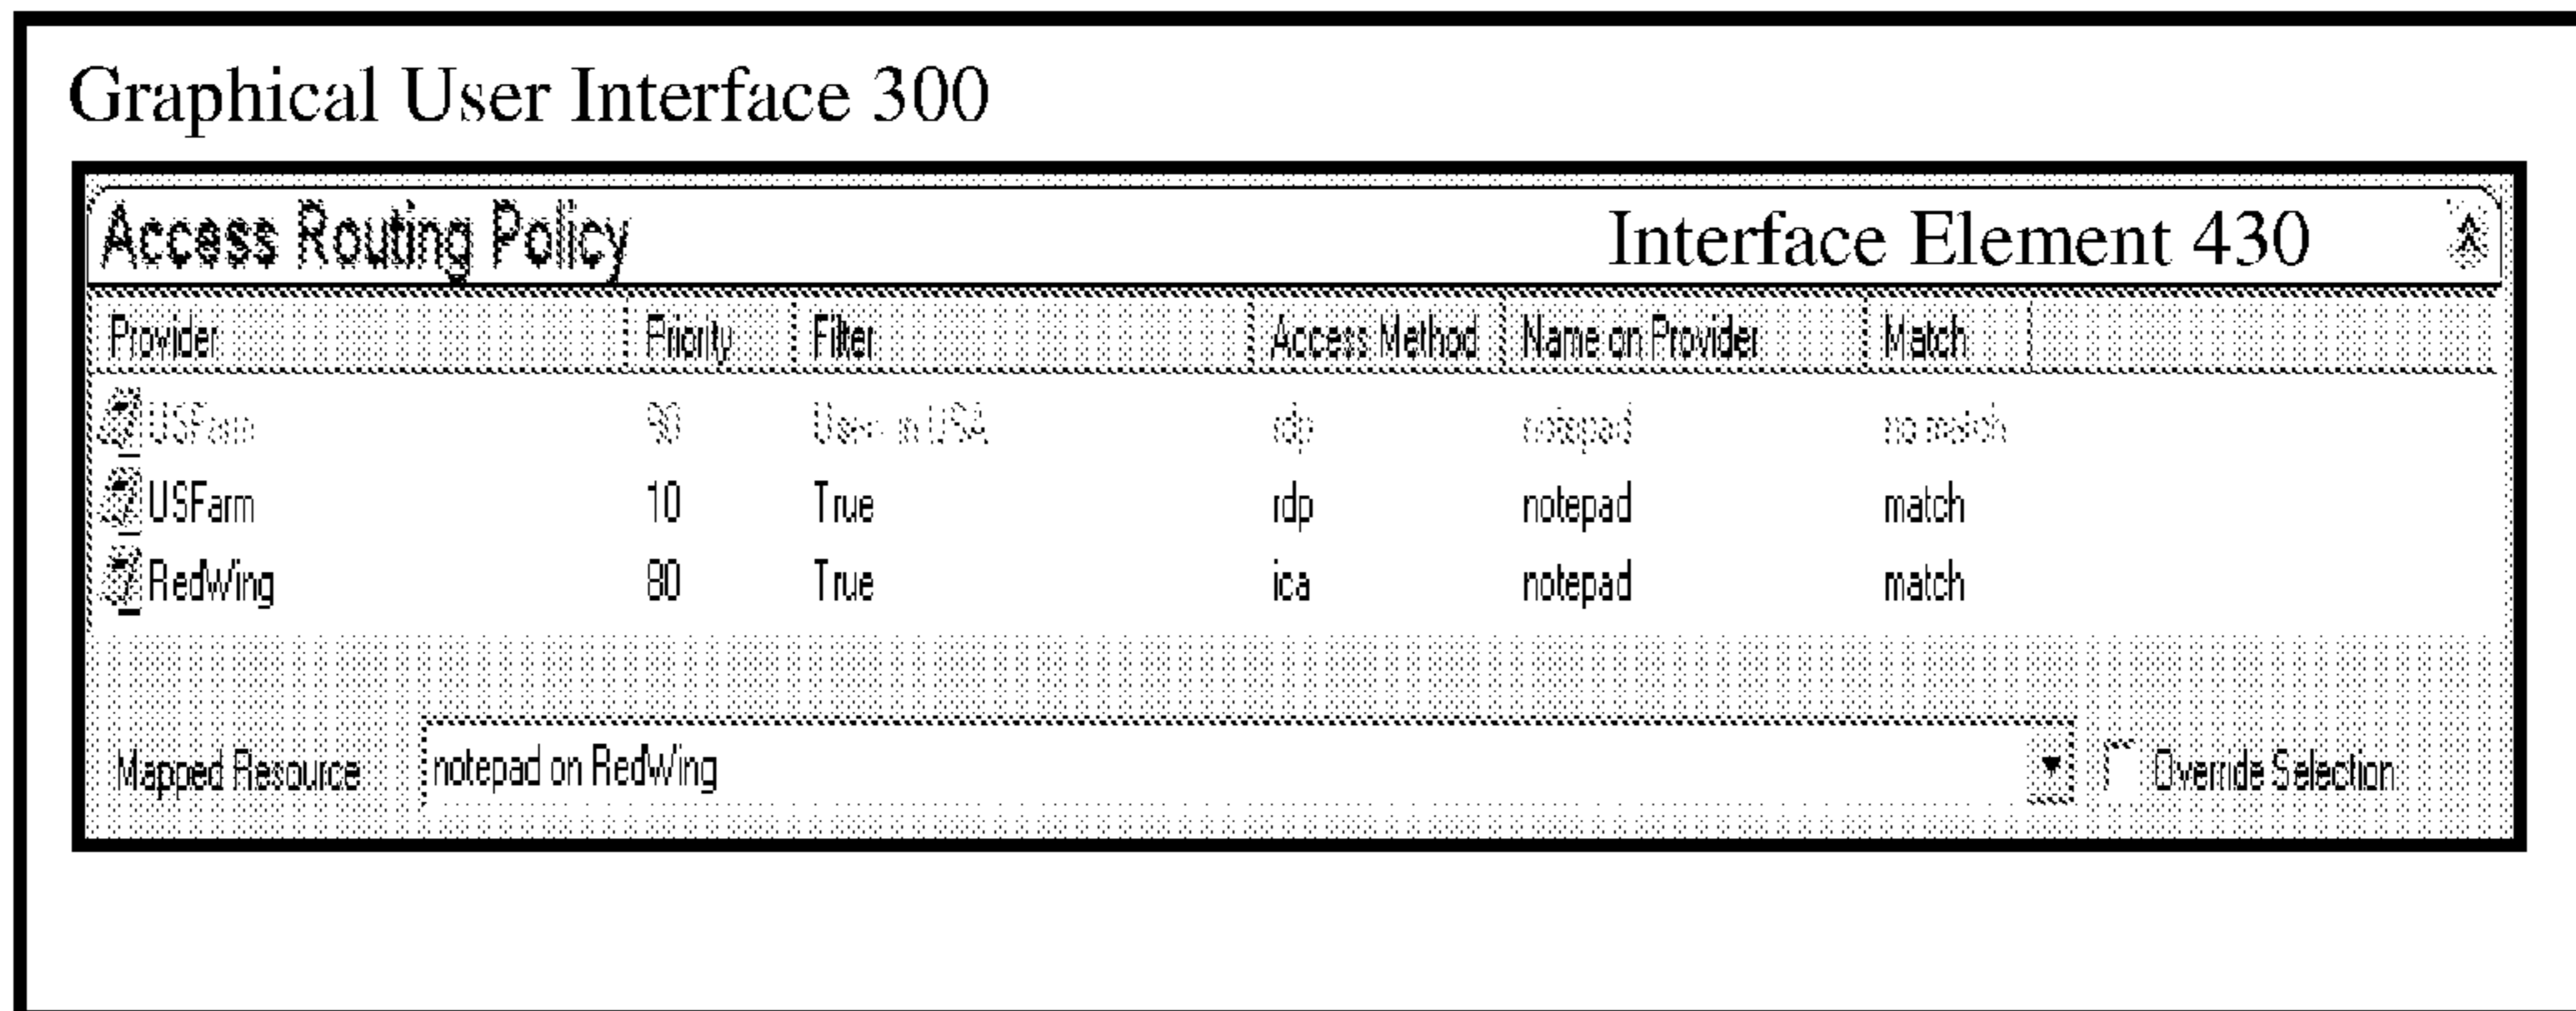 Graphical User Interface 300
Access Routing Policy Interface Element 430
Provider Priority Filter Access Method Name on Provider Match
USFarm 90 in USA rdp notepad no match
USFarm 10 True rdp notepad match
RedWing 80 True ica notepad match
Mapped Resource notepad on RedWing Override Selection